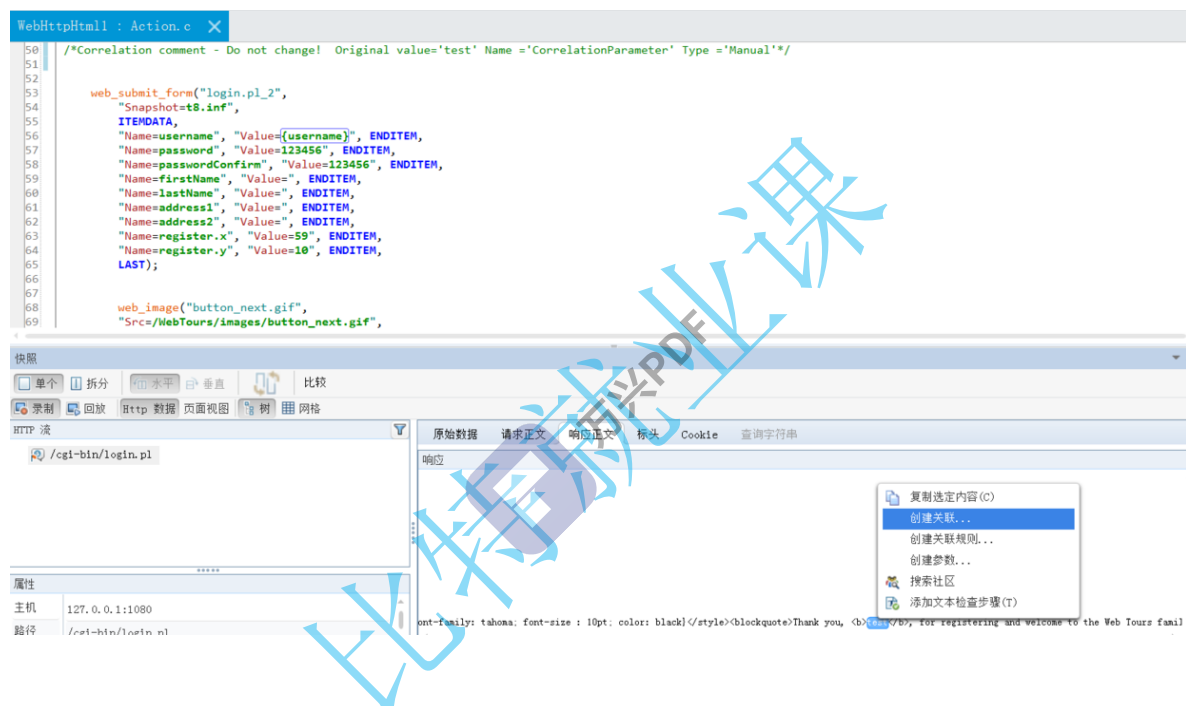 WebHttpHtml1 : Action.c
50 /*Correlation comment - Do not change!  Original value='test' Name ='CorrelationParameter' Type ='Manual'*/
51
52
53 web_submit_form("login.pl_2",
54 "Snapshot=t8.inf",
55 ITEMDATA,
56 "Name=username", "Value={username}", ENDITEM,
57 "Name=password", "Value=123456", ENDITEM,
58 "Name=passwordConfirm", "Value=123456", ENDITEM,
59 "Name=firstName", "Value=", ENDITEM,
60 "Name=lastName", "Value=", ENDITEM,
61 "Name=address1", "Value=", ENDITEM,
62 "Name=address2", "Value=", ENDITEM,
63 "Name=register.x", "Value=59", ENDITEM,
64 "Name=register.y", "Value=10", ENDITEM,
65 LAST);
66
67
68 web_image("button_next.gif",
69 "Src=/WebTours/images/button_next.gif",
快照
单个 拆分 水平 垂直 比较
录制 回放 Http 数据 页面视图 树 网格
HTTP 流
/cgi-bin/login.pl
原始数据 请求正文 响应正文 标头 Cookie 查询字符串
响应
复制选定内容(C)
创建关联...
创建关联规则...
创建参数...
搜索社区
添加文本检查步骤(T)
属性
主机 127.0.0.1:1080
路径 /cgi-bin/login.pl
ont-family: tahoma; font-size : 10pt; color: black}</style><blockquote>Thank you, <b>test</b>, for registering and welcome to the Web Tours famil
比特就业课
万兴PDF